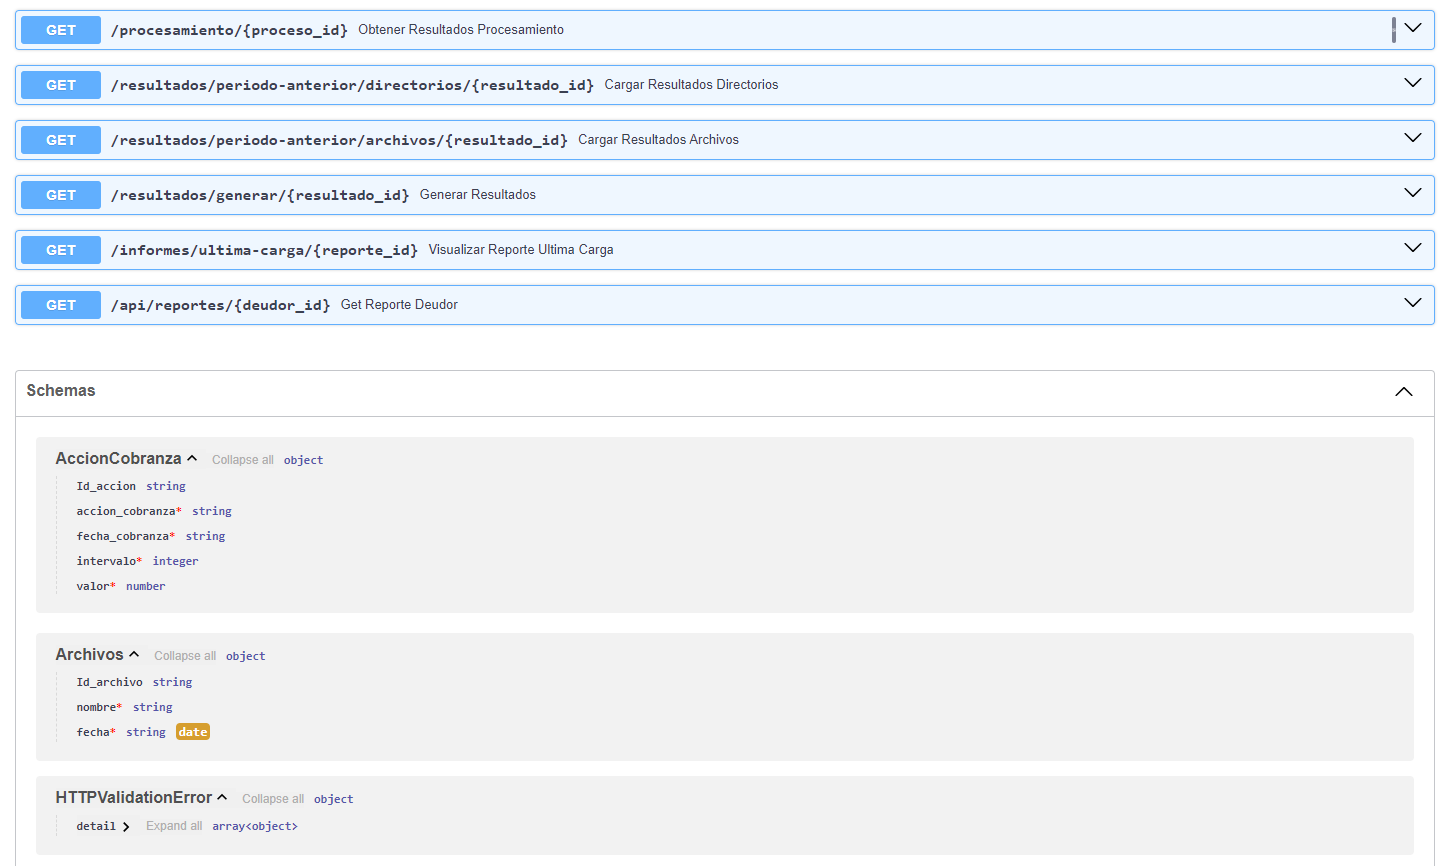 GET /procesamiento/{proceso_id} Obtener Resultados Procesamiento
GET /resultados/periodo-anterior/directorios/{resultado_id} Cargar Resultados Directorios
GET /resultados/periodo-anterior/archivos/{resultado_id} Cargar Resultados Archivos
GET /resultados/generar/{resultado_id} Generar Resultados
GET /informes/ultima-carga/{reporte_id} Visualizar Reporte Ultima Carga
GET /api/reportes/{deudor_id} Get Reporte Deudor
Schemas
AccionCobranza Collapse all object
Id_accion string
accion_cobranza* string
fecha_cobranza* string
intervalo* integer
valor* number
Archivos Collapse all object
Id_archivo string
nombre* string
fecha* string date
HTTPValidationError Collapse all object
detail Expand all array<object>